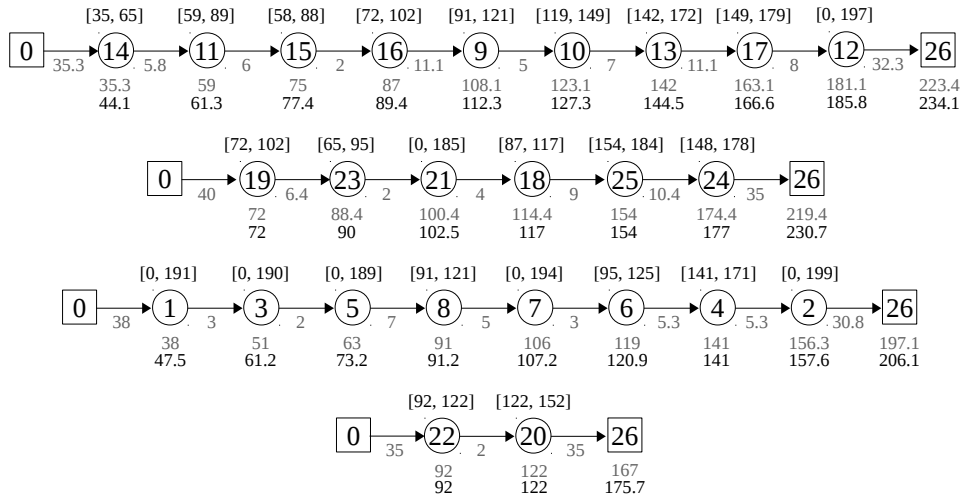 [35, 65] [59, 89] [58, 88] [72, 102] [91, 121] [119, 149] [142, 172] [149, 179] [0, 197]
0 14 11 15 16 9 10 13 17 12 26
35.3 5.8 6 2 11.1 5 7 11.1 8 32.3
35.3 59 75 87 108.1 123.1 142 163.1 181.1 223.4
44.1 61.3 77.4 89.4 112.3 127.3 144.5 166.6 185.8 234.1
[72, 102] [65, 95] [0, 185] [87, 117] [154, 184] [148, 178]
0 19 23 21 18 25 24 26
40 6.4 2 4 9 10.4 35
72 88.4 100.4 114.4 154 174.4 219.4
72 90 102.5 117 154 177 230.7
[0, 191] [0, 190] [0, 189] [91, 121] [0, 194] [95, 125] [141, 171] [0, 199]
0 1 3 5 8 7 6 4 2 26
38 3 2 7 5 3 5.3 5.3 30.8
38 51 63 91 106 119 141 156.3 197.1
47.5 61.2 73.2 91.2 107.2 120.9 141 157.6 206.1
[92, 122] [122, 152]
0 22 20 26
35 2 35
92 122 167
92 122 175.7